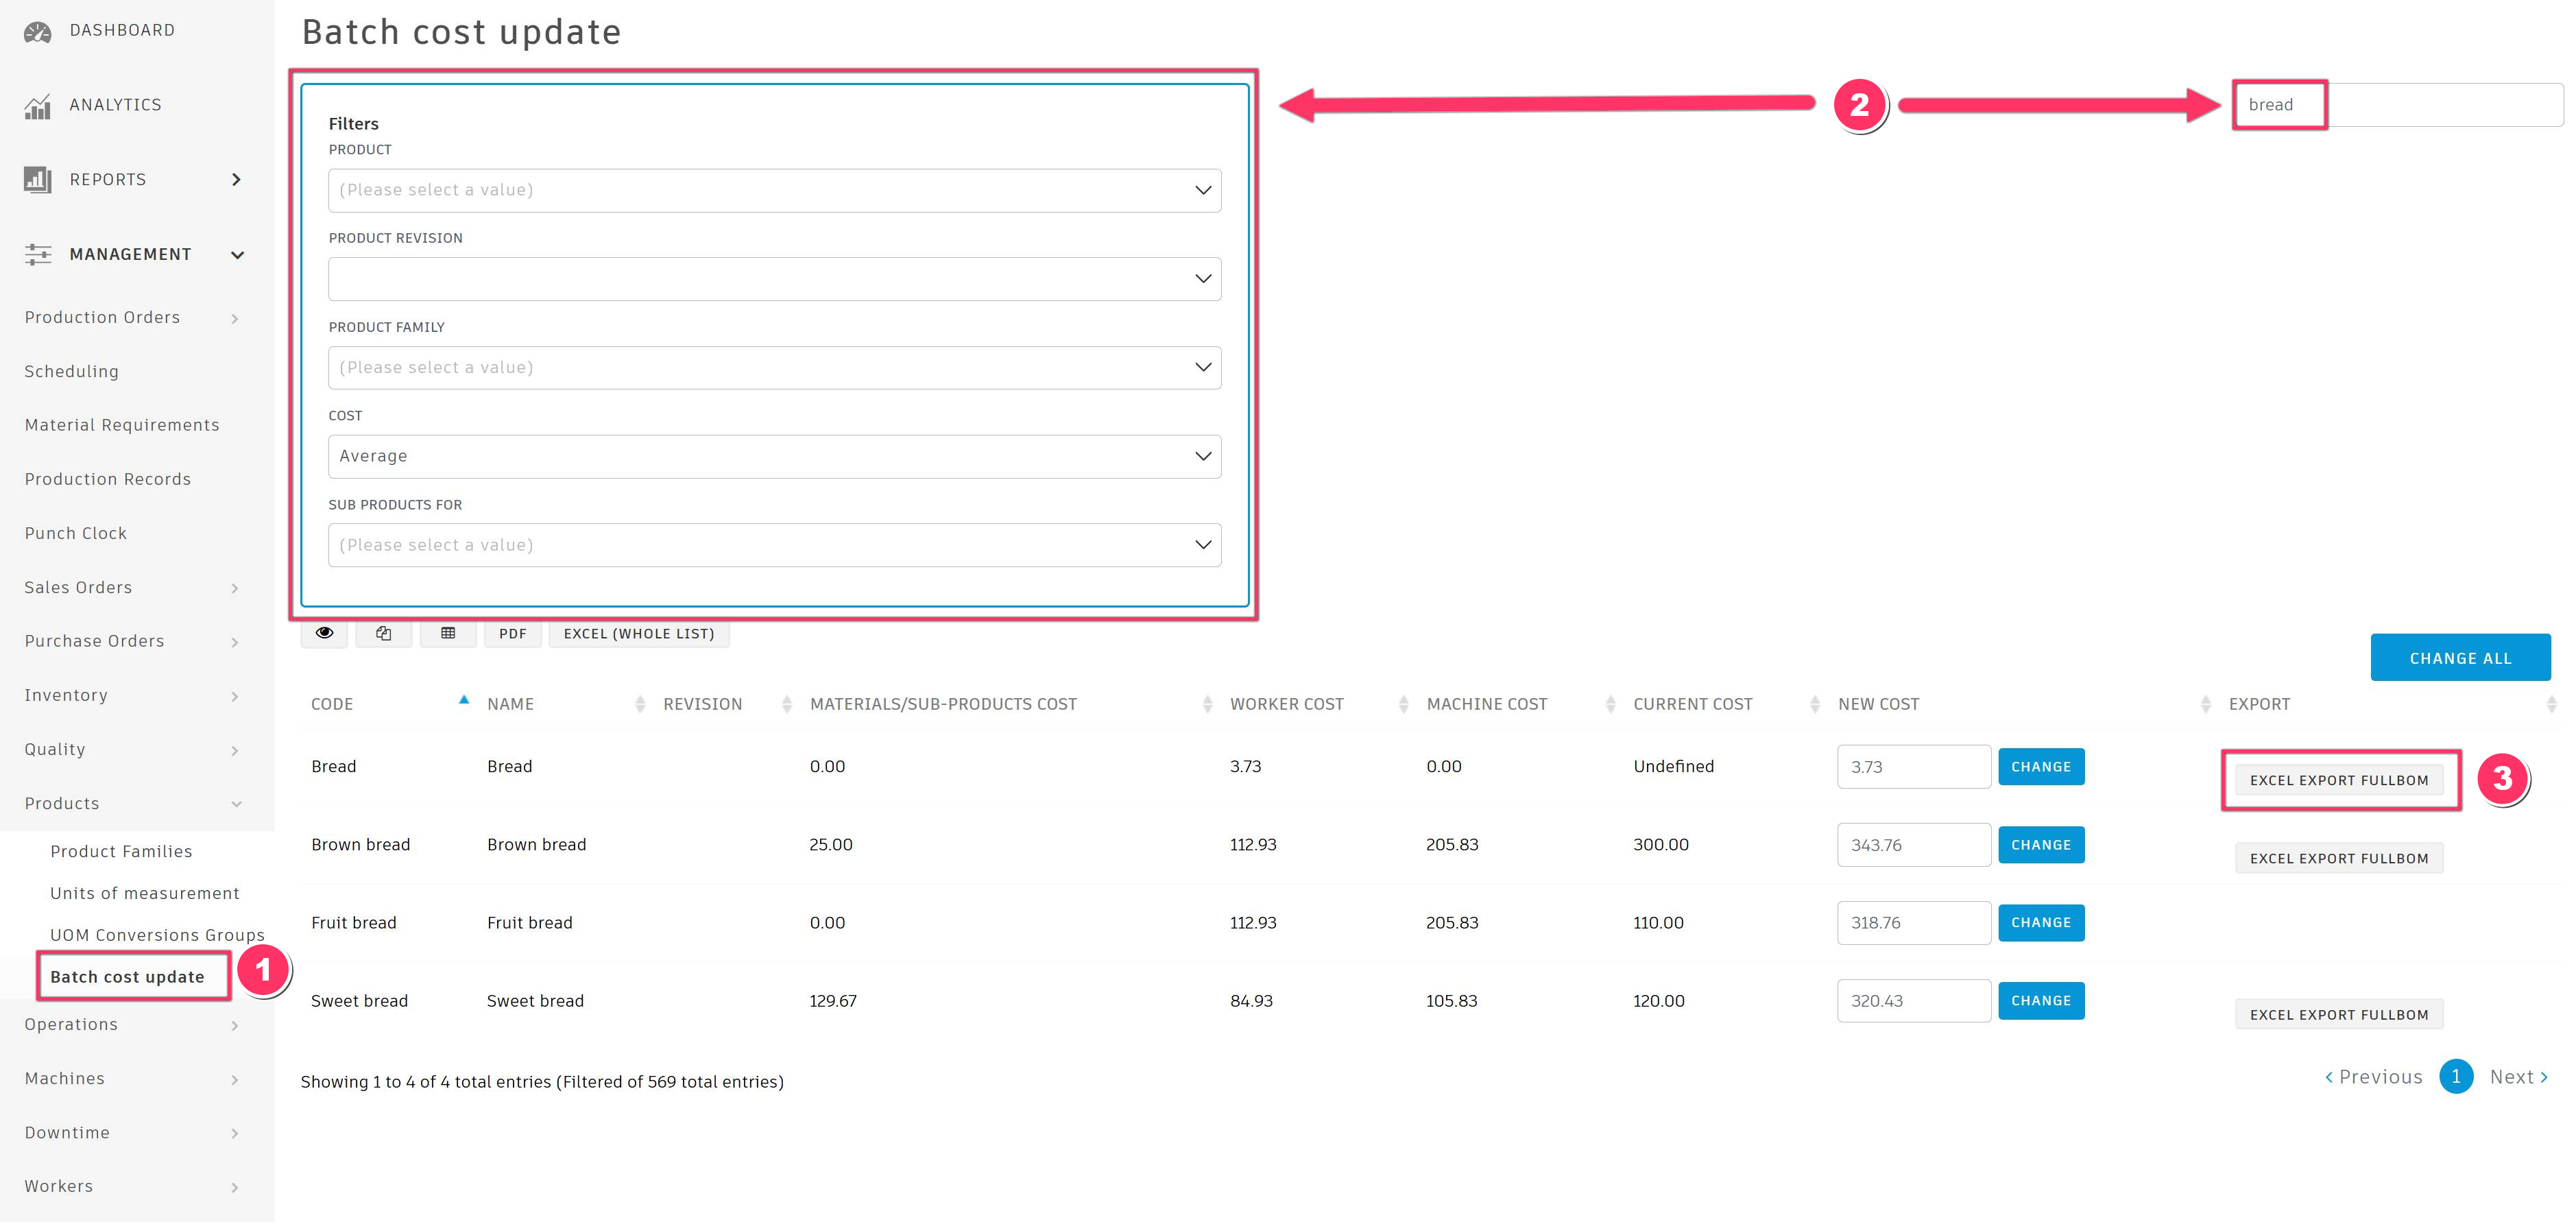 DASHBOARD
ANALYTICS
REPORTS
MANAGEMENT
Production Orders
Scheduling
Material Requirements
Production Records
Punch Clock
Sales Orders
Purchase Orders
Inventory
Quality
Products
Product Families
Units of measurement
UOM Conversions Groups
Batch cost update
1
Operations
Machines
Downtime
Workers
Batch cost update
2
bread
Filters
PRODUCT
(Please select a value)
PRODUCT REVISION
PRODUCT FAMILY
(Please select a value)
COST
Average
SUB PRODUCTS FOR
(Please select a value)
PDF EXCEL (WHOLE LIST)
CHANGE ALL
CODE NAME REVISION MATERIALS/SUB-PRODUCTS COST WORKER COST MACHINE COST CURRENT COST NEW COST EXPORT
Bread Bread 0.00 3.73 0.00 Undefined 3.73 CHANGE EXCEL EXPORT FULLBOM 3
Brown bread Brown bread 25.00 112.93 205.83 300.00 343.76 CHANGE EXCEL EXPORT FULLBOM
Fruit bread Fruit bread 0.00 112.93 205.83 110.00 318.76 CHANGE
Sweet bread Sweet bread 129.67 84.93 105.83 120.00 320.43 CHANGE EXCEL EXPORT FULLBOM
Showing 1 to 4 of 4 total entries (Filtered of 569 total entries)
Previous 1 Next